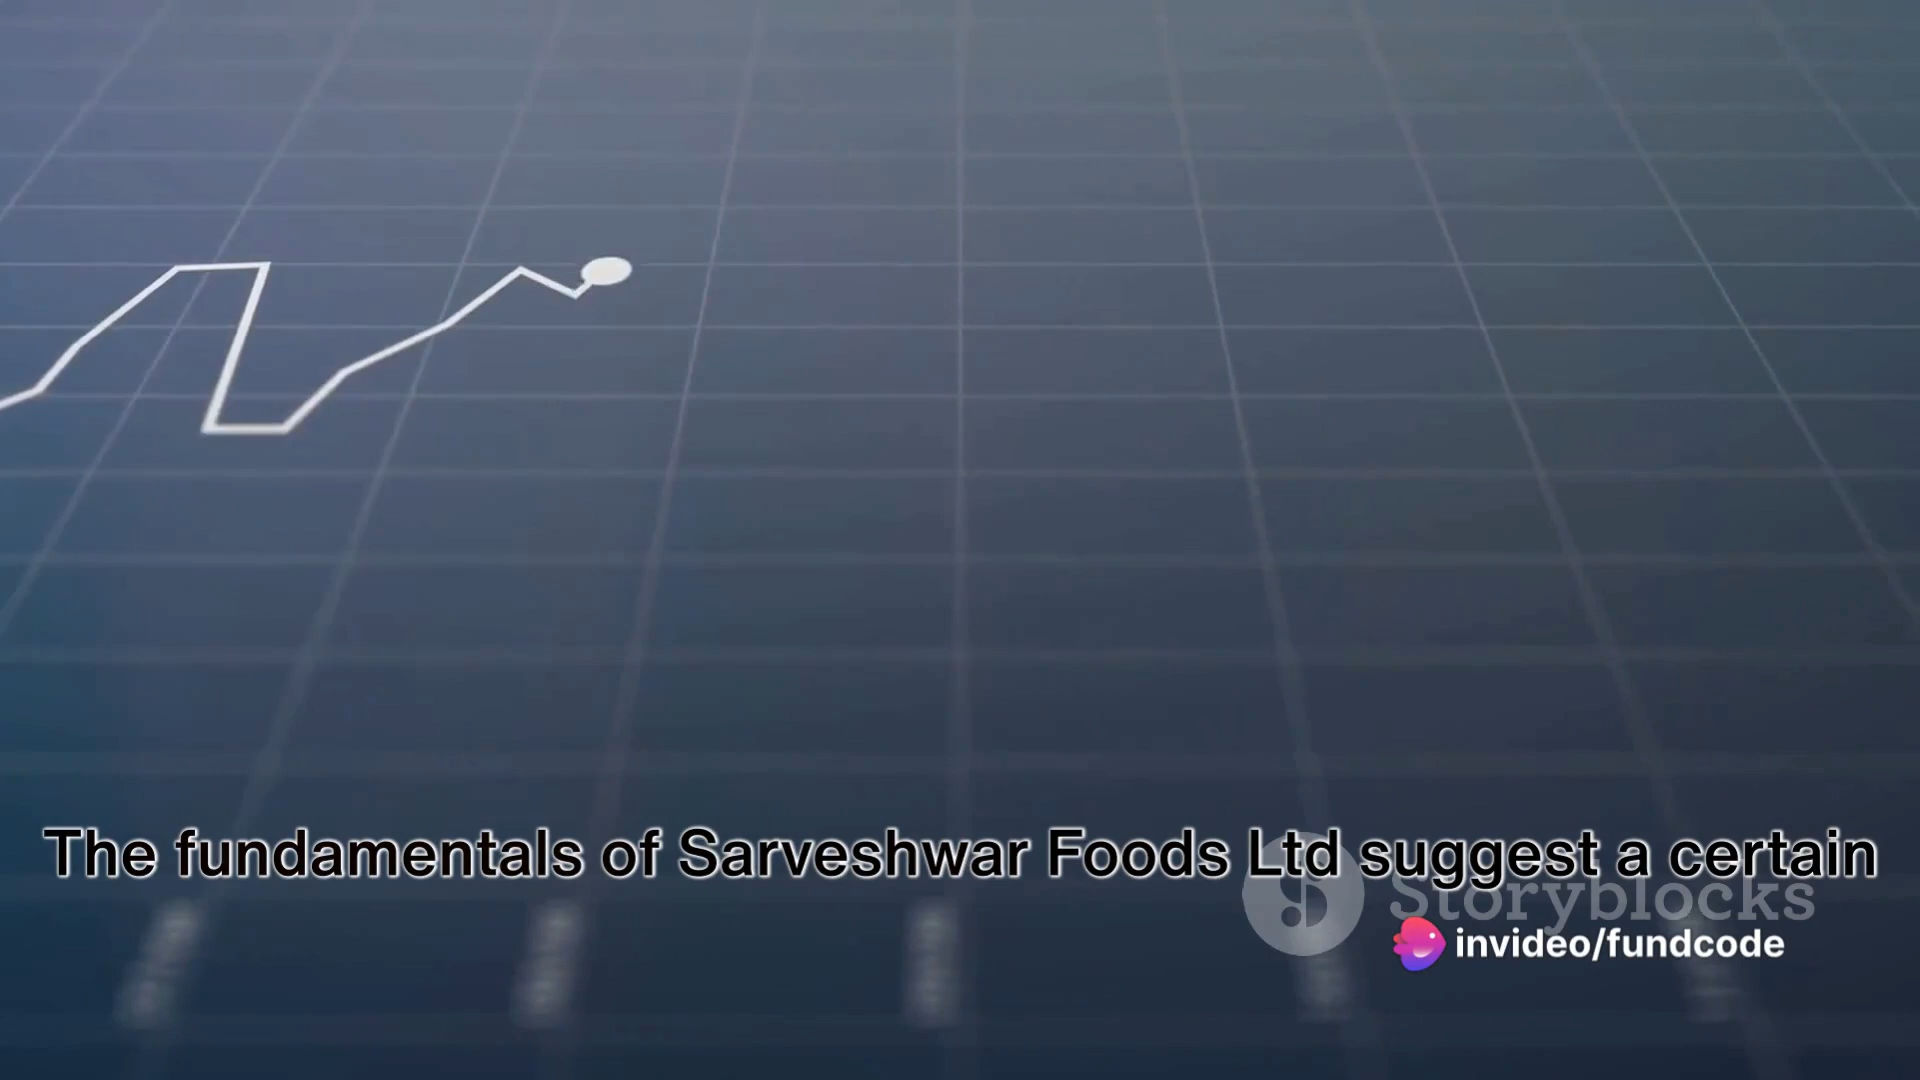 The fundamentals of Sarveshwar Foods Ltd suggest a certain
Storyblocks
invideo/fundcode